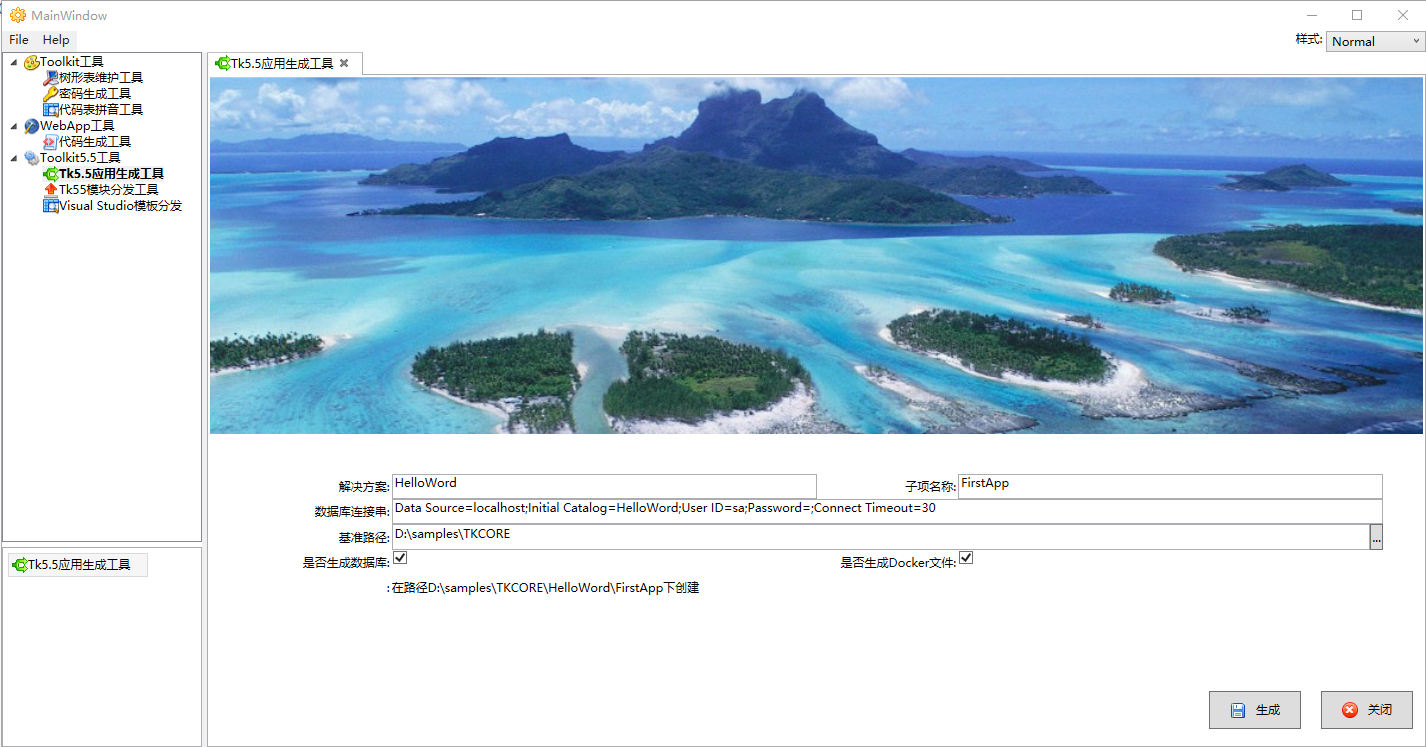 MainWindow
File Help
样式: Normal
Toolkit工具
树形表维护工具
密码生成工具
代码表拼音工具
WebApp工具
代码生成工具
Toolkit5.5工具
Tk5.5应用生成工具
Tk55模块分发工具
Visual Studio模板分发
Tk5.5应用生成工具
Tk5.5应用生成工具
解决方案: HelloWord 子项名称: FirstApp
数据库连接串: Data Source=localhost;Initial Catalog=HelloWord;User ID=sa;Password=;Connect Timeout=30
基准路径: D:\samples\TKCORE ...
是否生成数据库: 是否生成Docker文件:
: 在路径D:\samples\TKCORE\HelloWord\FirstApp下创建
生成 关闭